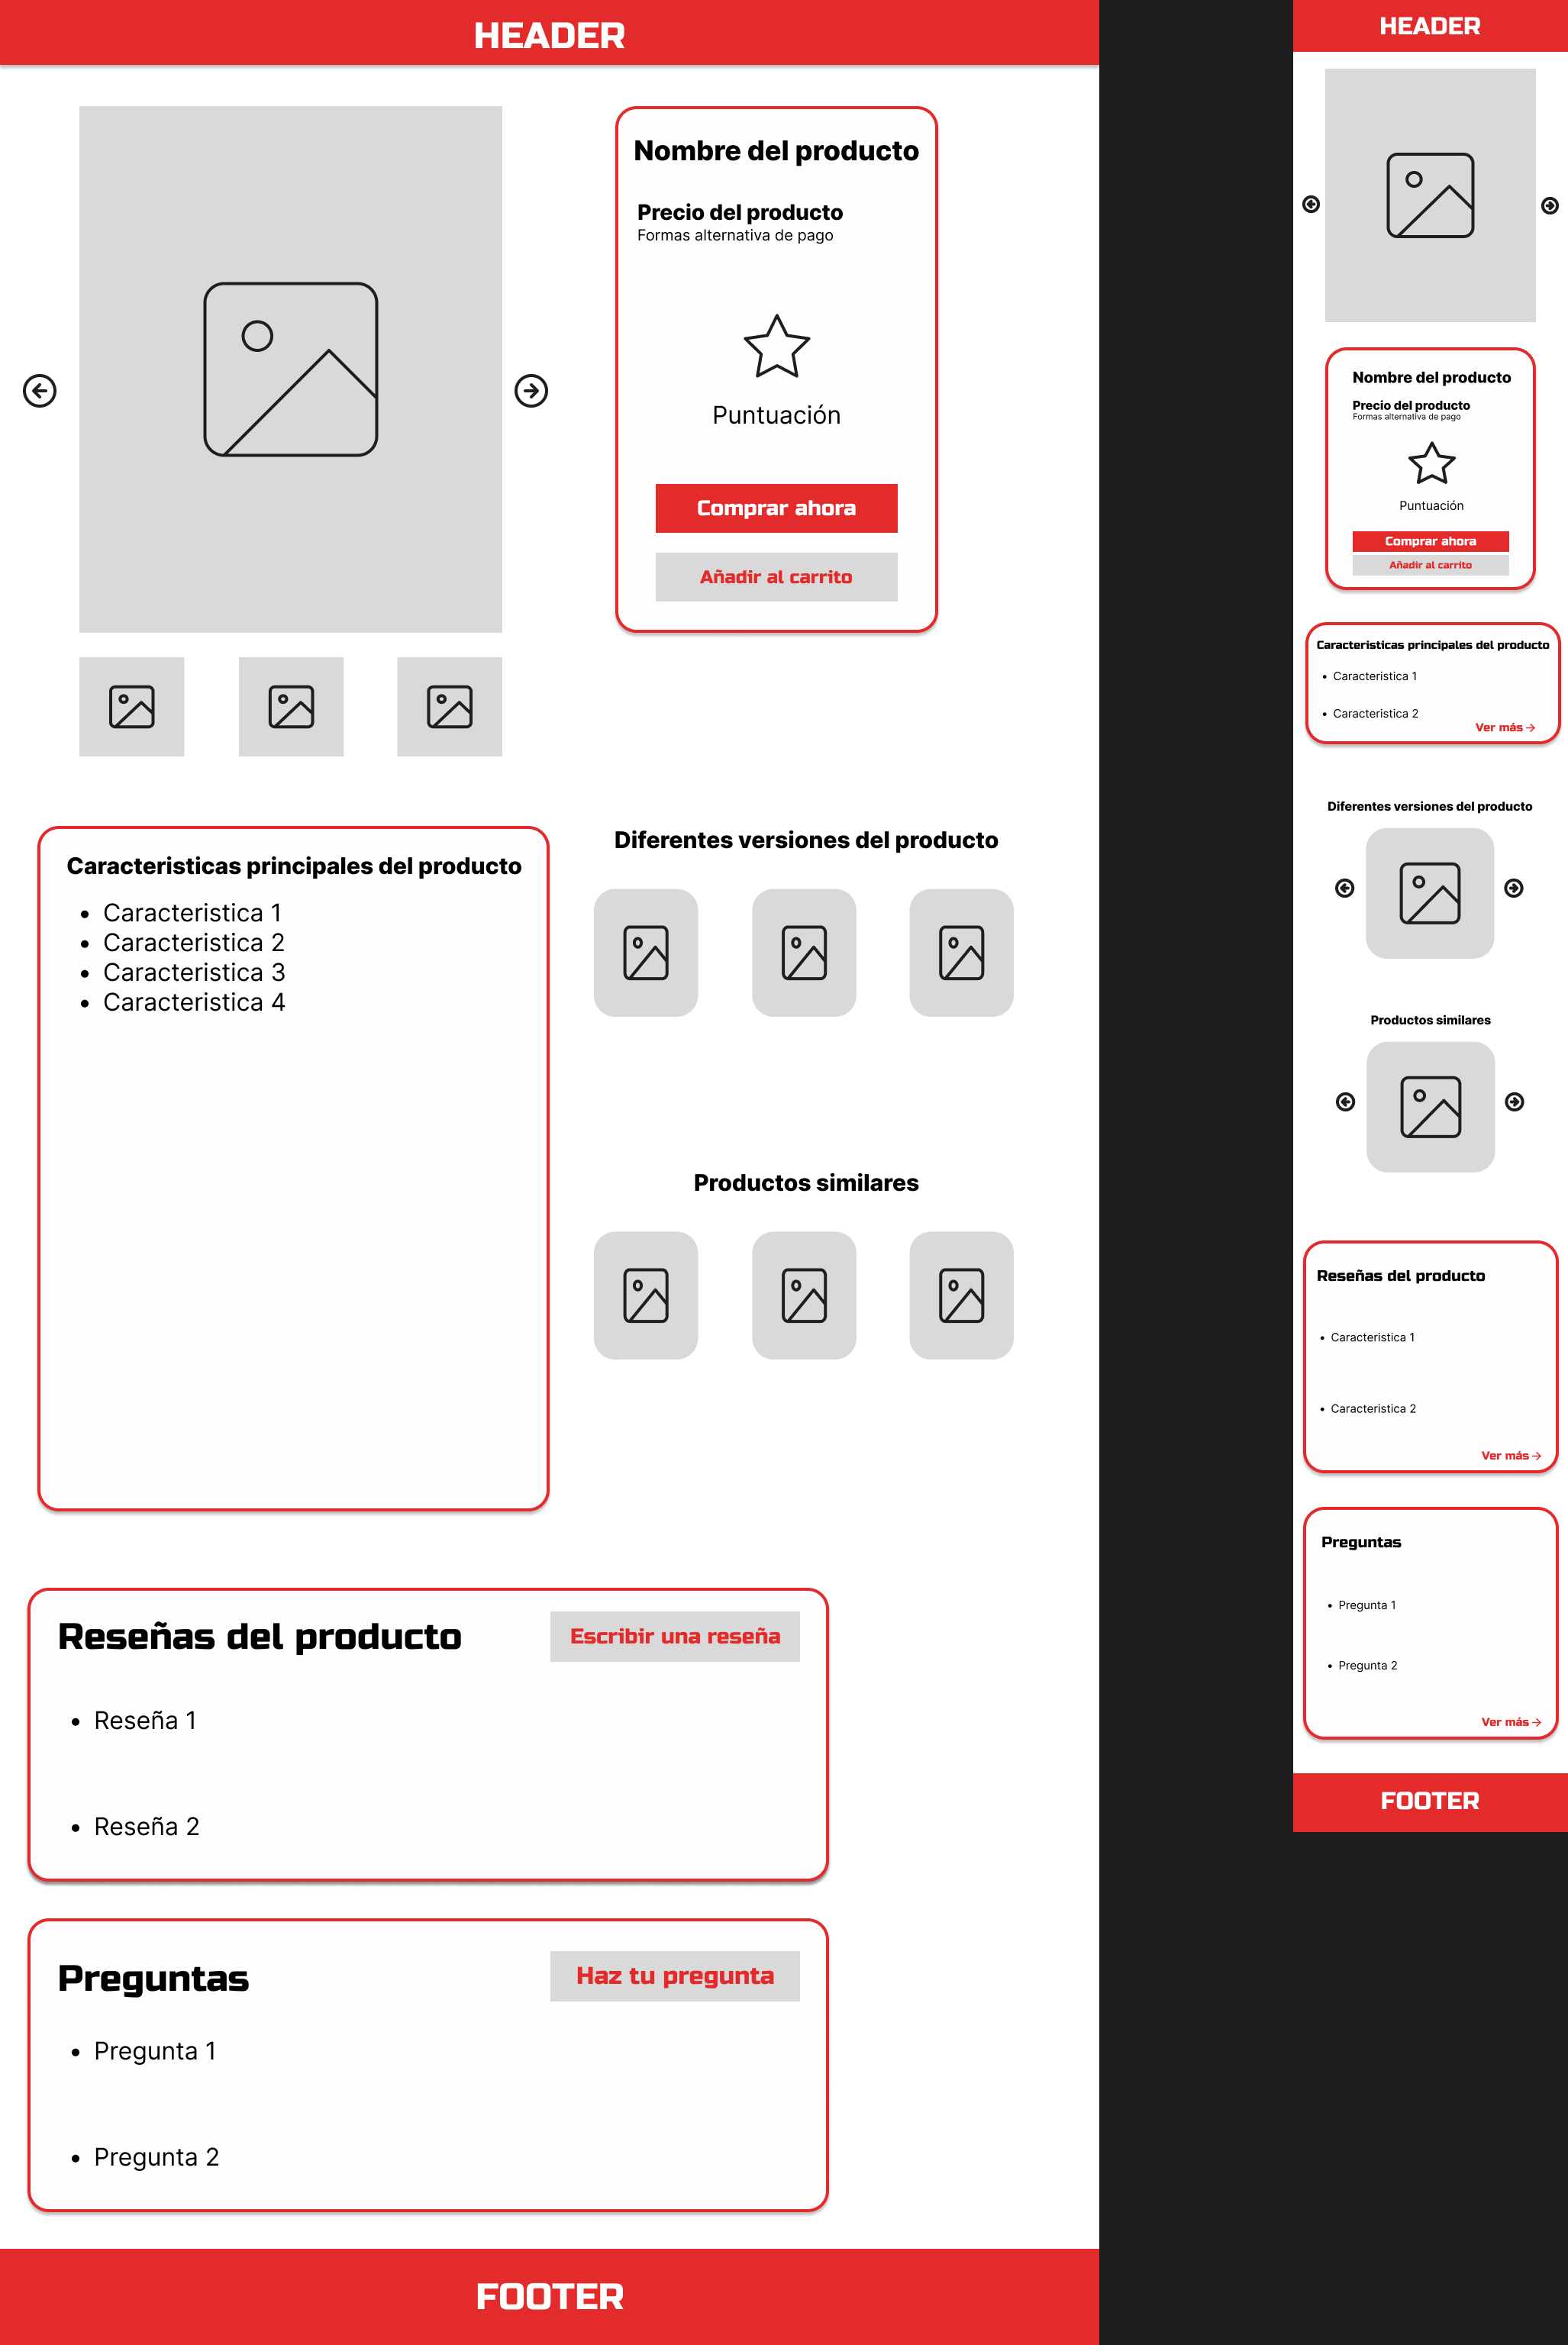 HEADER
Nombre del producto
Precio del producto
Formas alternativa de pago
Puntuación
Comprar ahora
Añadir al carrito
Caracteristicas principales del producto
Caracteristica 1
Caracteristica 2
Caracteristica 3
Caracteristica 4
Diferentes versiones del producto
Productos similares
Reseñas del producto
Escribir una reseña
Reseña 1
Reseña 2
Preguntas
Haz tu pregunta
Pregunta 1
Pregunta 2
FOOTER
HEADER
Nombre del producto
Precio del producto
Formas alternativa de pago
Puntuación
Comprar ahora
Añadir al carrito
Caracteristicas principales del producto
Caracteristica 1
Caracteristica 2
Ver más
Diferentes versiones del producto
Productos similares
Reseñas del producto
Caracteristica 1
Caracteristica 2
Ver más
Preguntas
Pregunta 1
Pregunta 2
Ver más
FOOTER